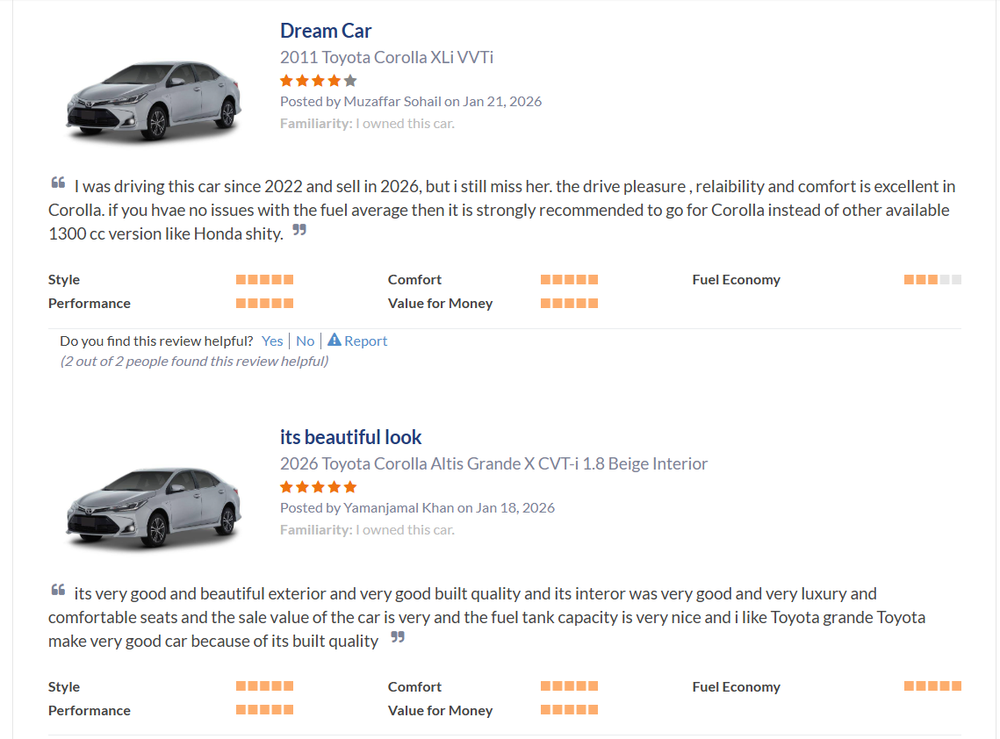 Dream Car
2011 Toyota Corolla XLi VVTi
Posted by Muzaffar Sohail on Jan 21, 2026
Familiarity: I owned this car.
“ I was driving this car since 2022 and sell in 2026, but i still miss her. the drive pleasure , relaibility and comfort is excellent in
Corolla. if you hvae no issues with the fuel average then it is strongly recommended to go for Corolla instead of other available
1300 cc version like Honda shity. ”
Style Comfort Fuel Economy
Performance Value for Money
Do you find this review helpful? Yes | No | Report
(2 out of 2 people found this review helpful)
its beautiful look
2026 Toyota Corolla Altis Grande X CVT-i 1.8 Beige Interior
Posted by Yamanjamal Khan on Jan 18, 2026
Familiarity: I owned this car.
“ its very good and beautiful exterior and very good built quality and its interor was very good and very luxury and
comfortable seats and the sale value of the car is very and the fuel tank capacity is very nice and i like Toyota grande Toyota
make very good car because of its built quality ”
Style Comfort Fuel Economy
Performance Value for Money